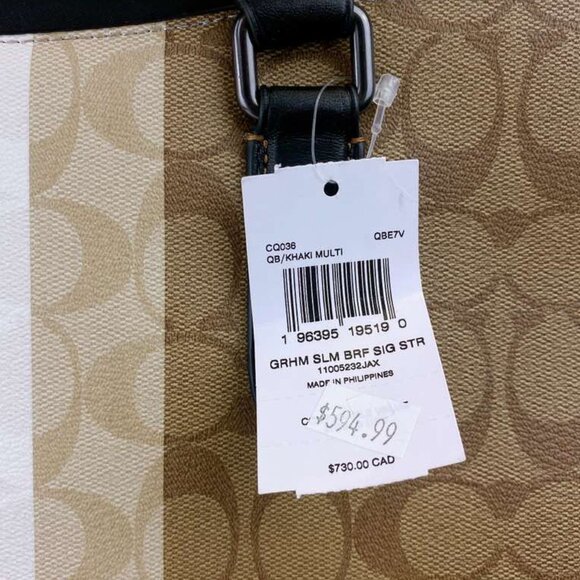 CQ036 QBE7V
QB/KHAKI MULTI
1 96395 19519 0
GRHM SLM BRF SIG STR
11005232JAX
MADE IN PHILIPPINES
$594.99
$730.00 CAD